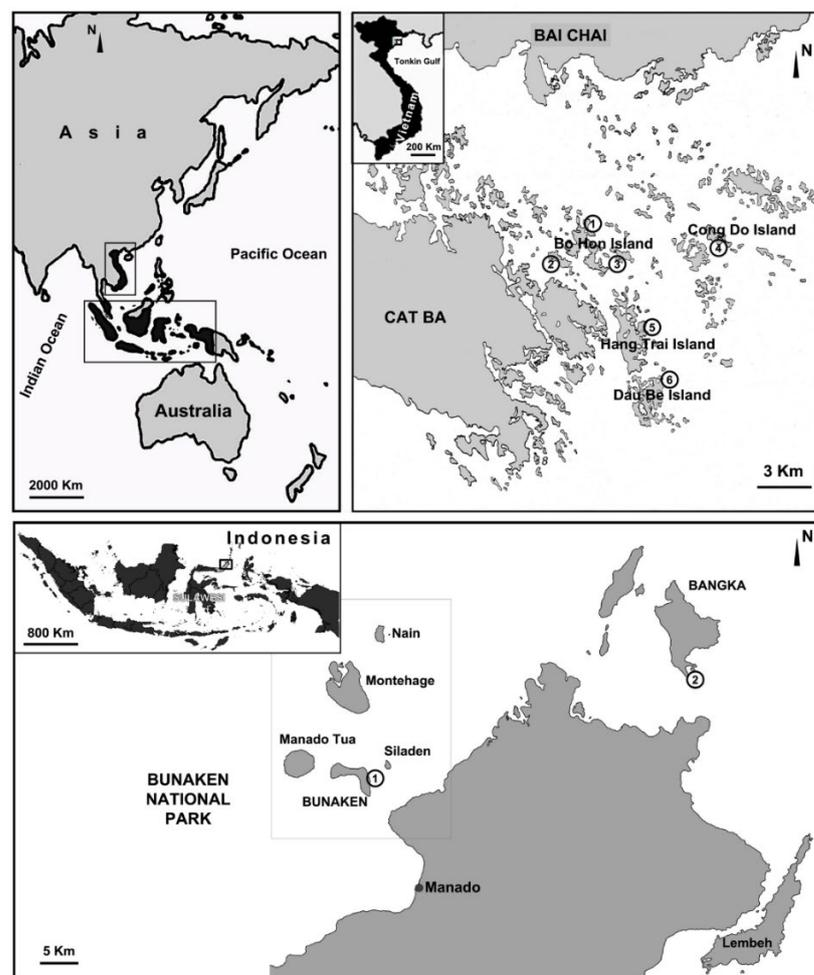 N
Asia
Pacific Ocean
Indian Ocean
Australia
2000 Km
Tonkin Gulf
Vietnam
200 Km
BAI CHAI
N
1
Bo Hon Island
2
3
Cong Do Island
4
CAT BA
5
Hang Trai Island
6
Dau Be Island
3 Km
Indonesia
SULAWESI
800 Km
N
BANGKA
2
Nain
Montehage
Manado Tua
Siladen
1
BUNAKEN
BUNAKEN
NATIONAL
PARK
Manado
Lembeh
5 Km